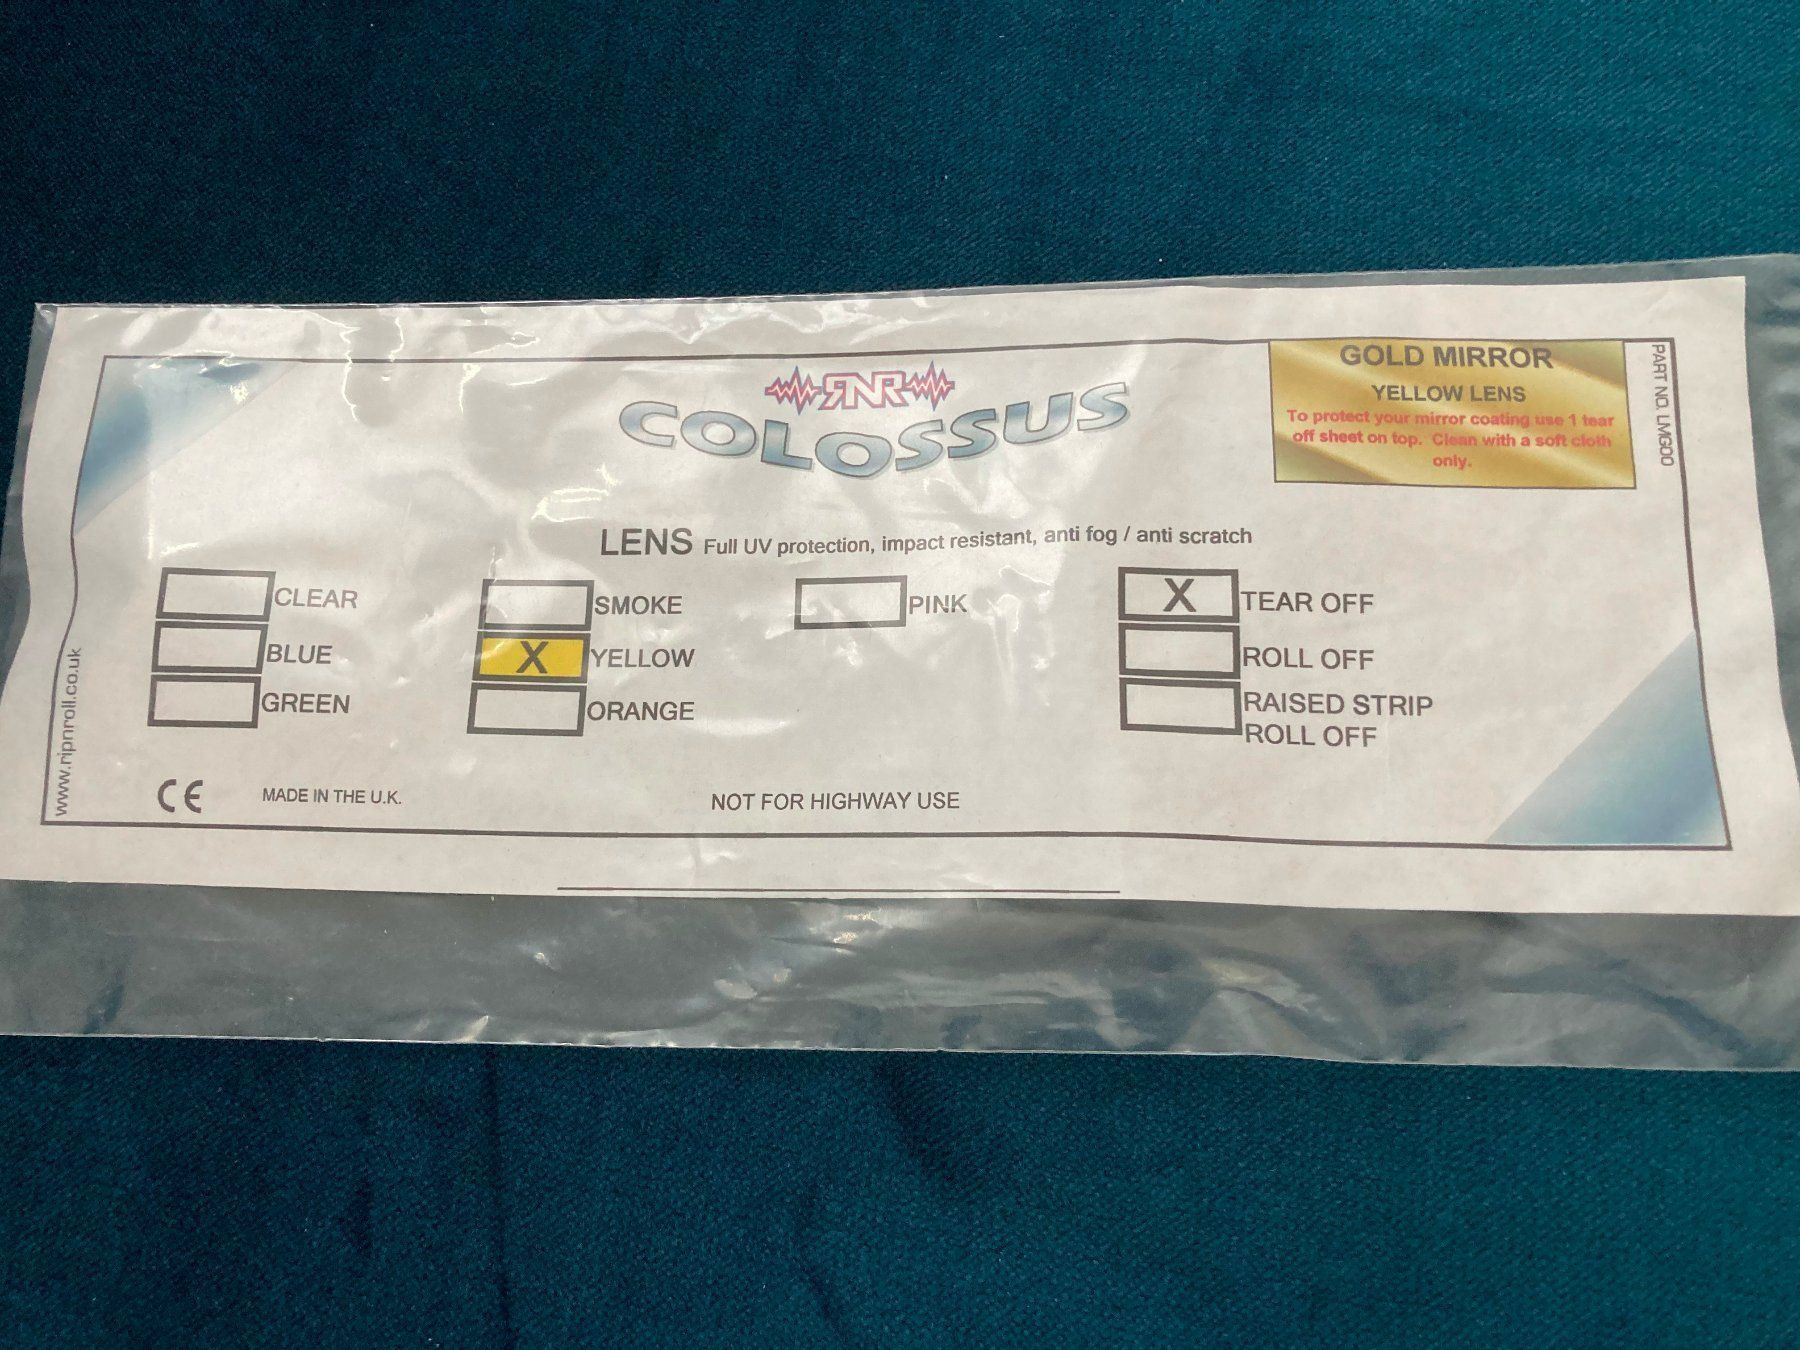 RNR
COLOSSUS
GOLD MIRROR
YELLOW LENS
To protect your mirror coating use 1 tear
off sheet on top. Clean with a soft cloth
only.
PART NO. LMG00
LENS Full UV protection, impact resistant, anti fog / anti scratch
CLEAR
BLUE
GREEN
SMOKE
X YELLOW
ORANGE
PINK
X TEAR OFF
ROLL OFF
RAISED STRIP
ROLL OFF
www.ripnroll.co.uk
CE MADE IN THE U.K.
NOT FOR HIGHWAY USE